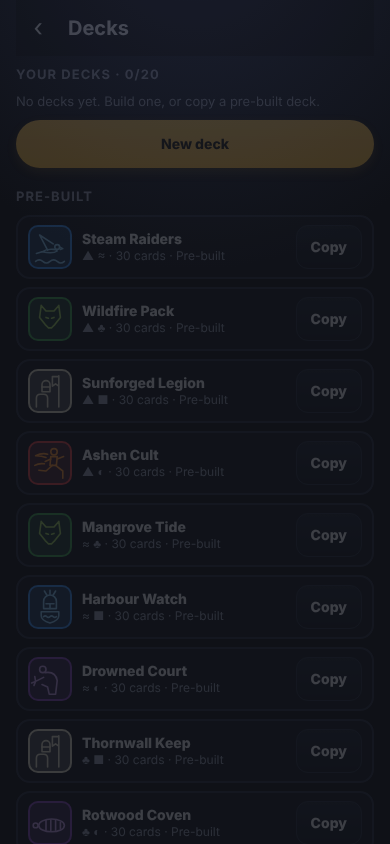 Decks
YOUR DECKS · 0/20
No decks yet. Build one, or copy a pre-built deck.
New deck
PRE-BUILT
Steam Raiders
▲ ≈ · 30 cards · Pre-built
Copy
Wildfire Pack
▲ ♣ · 30 cards · Pre-built
Copy
Sunforged Legion
▲ ■ · 30 cards · Pre-built
Copy
Ashen Cult
▲ ◖ · 30 cards · Pre-built
Copy
Mangrove Tide
≈ ♣ · 30 cards · Pre-built
Copy
Harbour Watch
≈ ■ · 30 cards · Pre-built
Copy
Drowned Court
≈ ◖ · 30 cards · Pre-built
Copy
Thornwall Keep
♣ ■ · 30 cards · Pre-built
Copy
Rotwood Coven
♣ ◖ · 30 cards · Pre-built
Copy